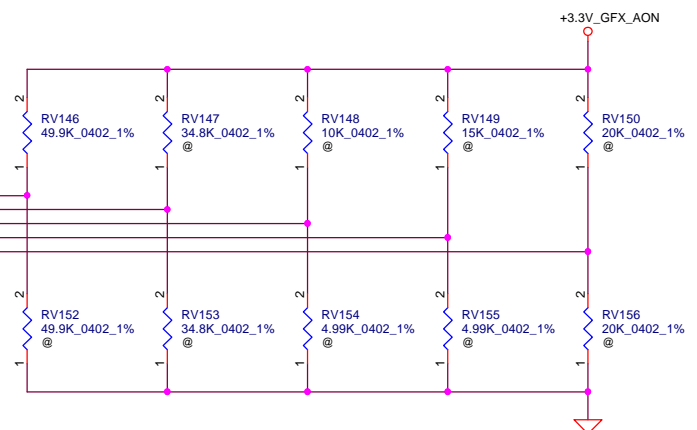 +3.3V_GFX_AON
2
2
2
2
2
RV146
RV147
RV148
RV149
RV150
49.9K_0402_1%
34.8K_0402_1%
10K_0402_1%
15K_0402_1%
20K_0402_1%
@
@
@
@
1
1
1
1
1
2
2
2
2
2
RV152
RV153
RV154
RV155
RV156
49.9K_0402_1%
34.8K_0402_1%
4.99K_0402_1%
4.99K_0402_1%
20K_0402_1%
@
@
@
@
@
1
1
1
1
1